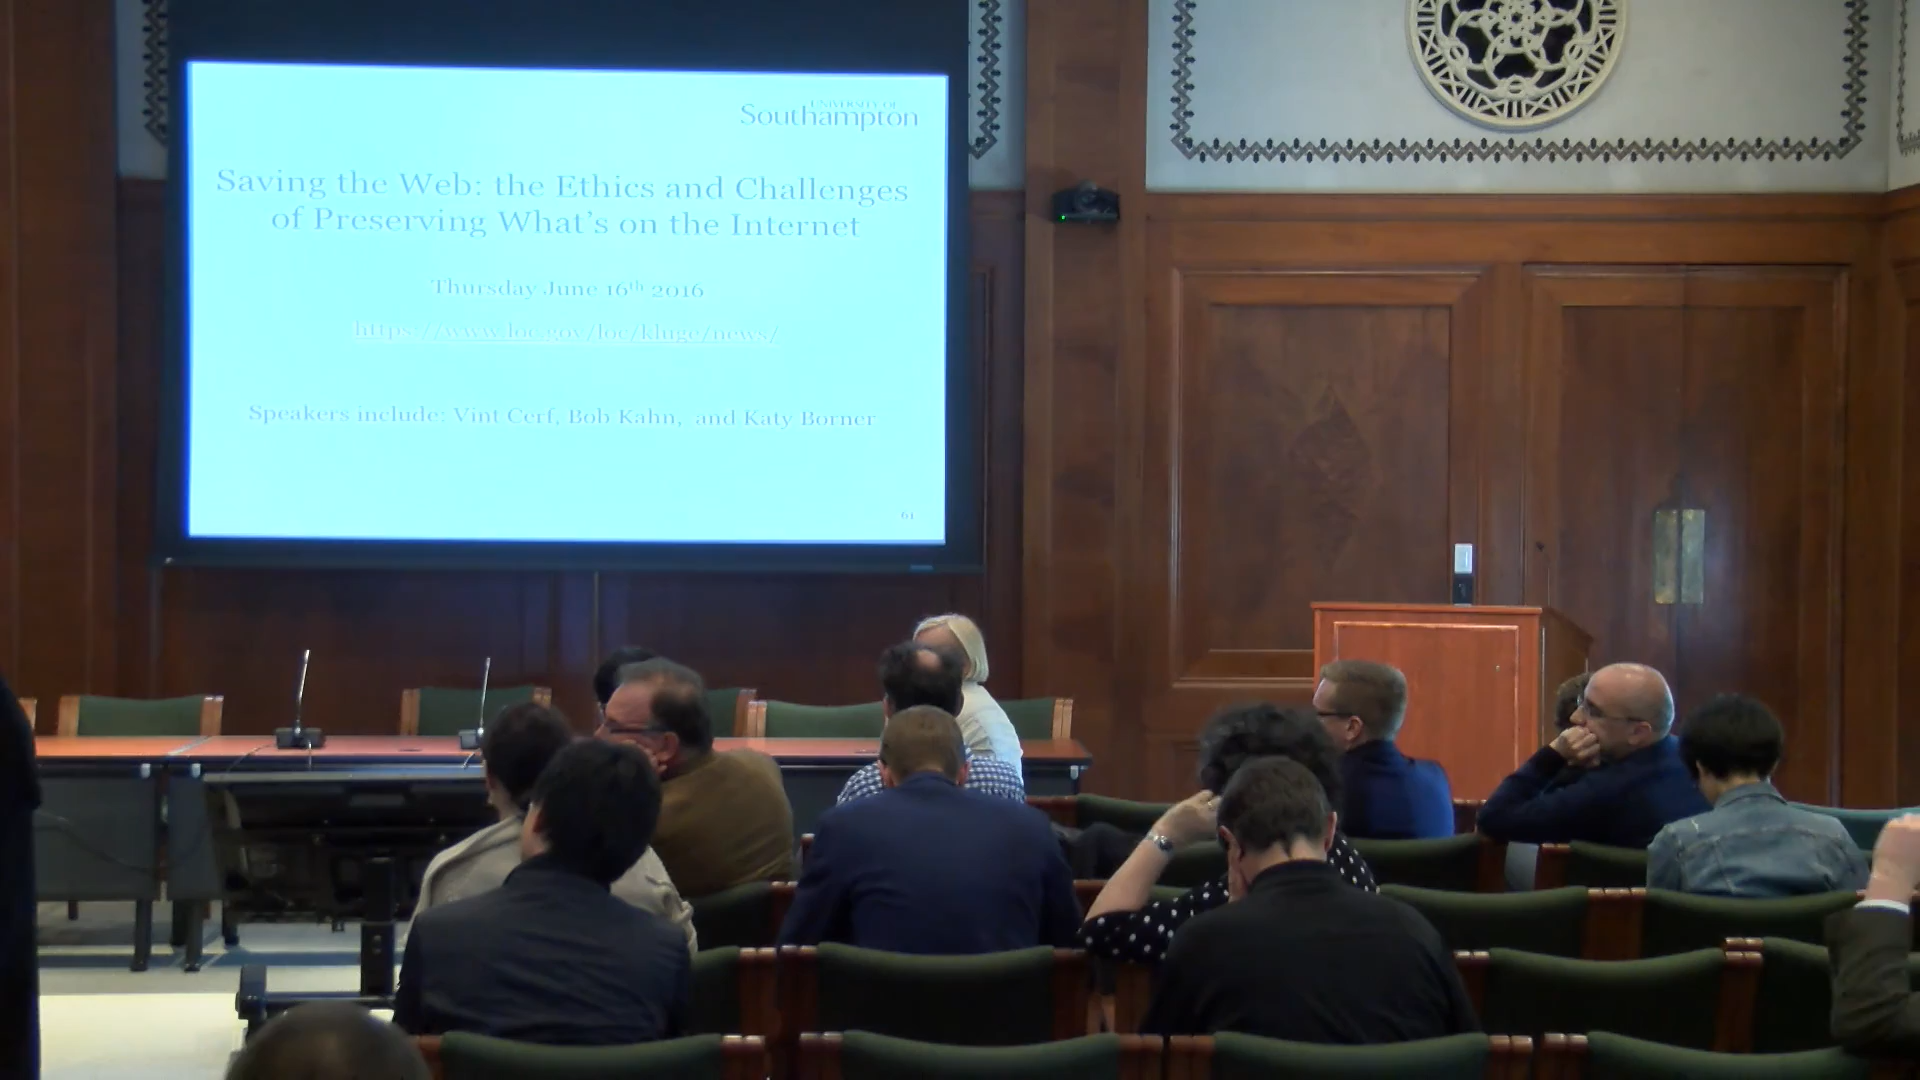 UNIVERSITY OF
Southampton
Saving the Web: the Ethics and Challenges
of Preserving What's on the Internet
Thursday June 16th 2016
https://www.loc.gov/loc/kluge/news/
Speakers include: Vint Cerf, Bob Kahn, and Katy Borner
61